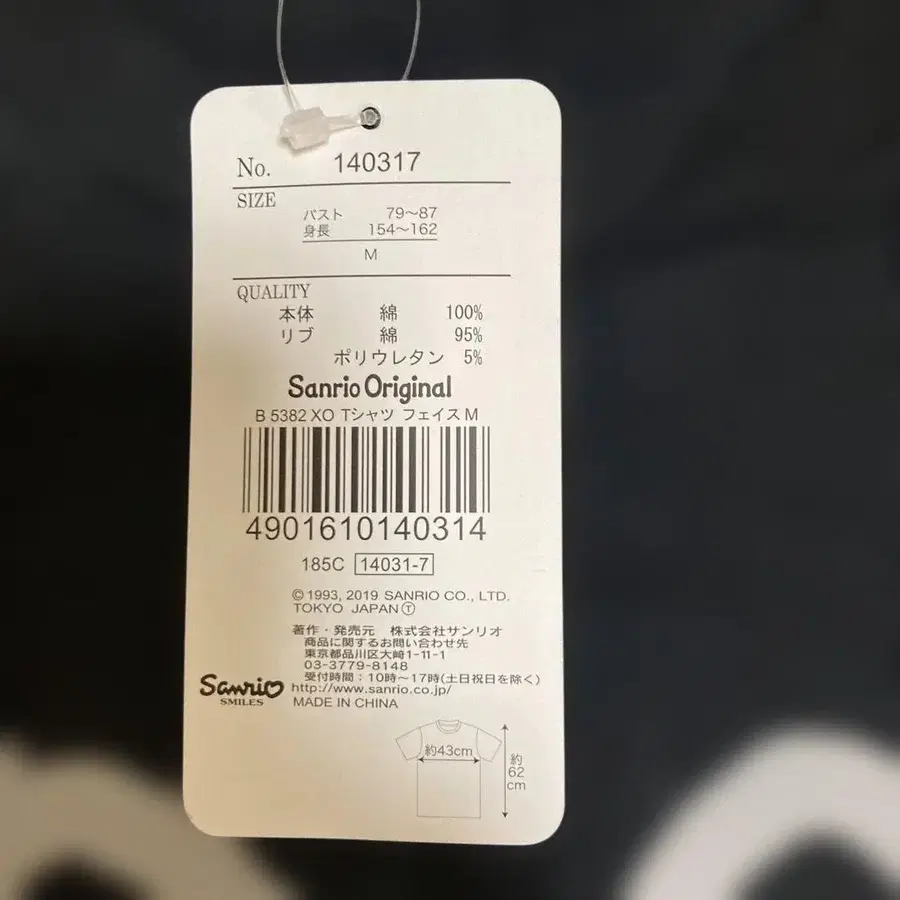 No. 140317
SIZE
バスト 79〜87
身長 154〜162
M
QUALITY
本体 綿 100%
リブ 綿 95%
ポリウレタン 5%
Sanrio Original
B 5382 XO Tシャツ フェイス M
4901610140314
185C 14031-7
© 1993, 2019 SANRIO CO., LTD.
TOKYO JAPAN Ⓣ
著作・発売元 株式会社サンリオ
商品に関するお問い合わせ先
東京都品川区大崎1-11-1
03-3779-8148
受付時間：10時〜17時(土日祝日を除く)
http://www.sanrio.co.jp/
Sanrio
SMILES
MADE IN CHINA
約43cm
約
62
cm